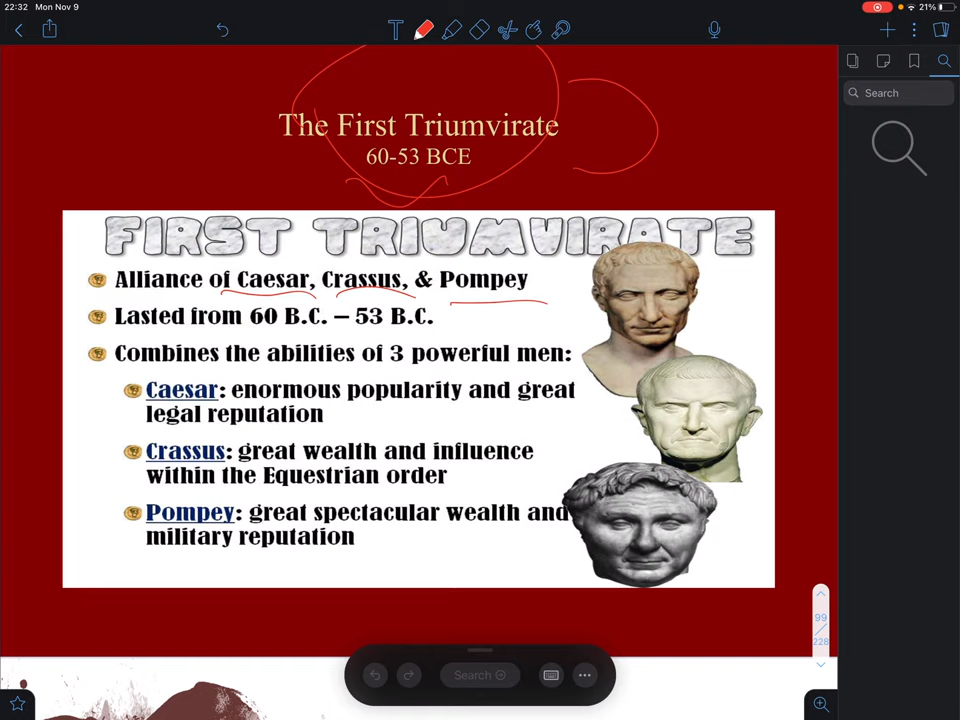 22:32 Mon Nov 9
21%
Search
The First Triumvirate
60-53 BCE
FIRST TRIUMVIRATE
Alliance of Caesar, Crassus, & Pompey
Lasted from 60 B.C. – 53 B.C.
Combines the abilities of 3 powerful men:
Caesar: enormous popularity and great
legal reputation
Crassus: great wealth and influence
within the Equestrian order
Pompey: great spectacular wealth and
military reputation
99
228
Search